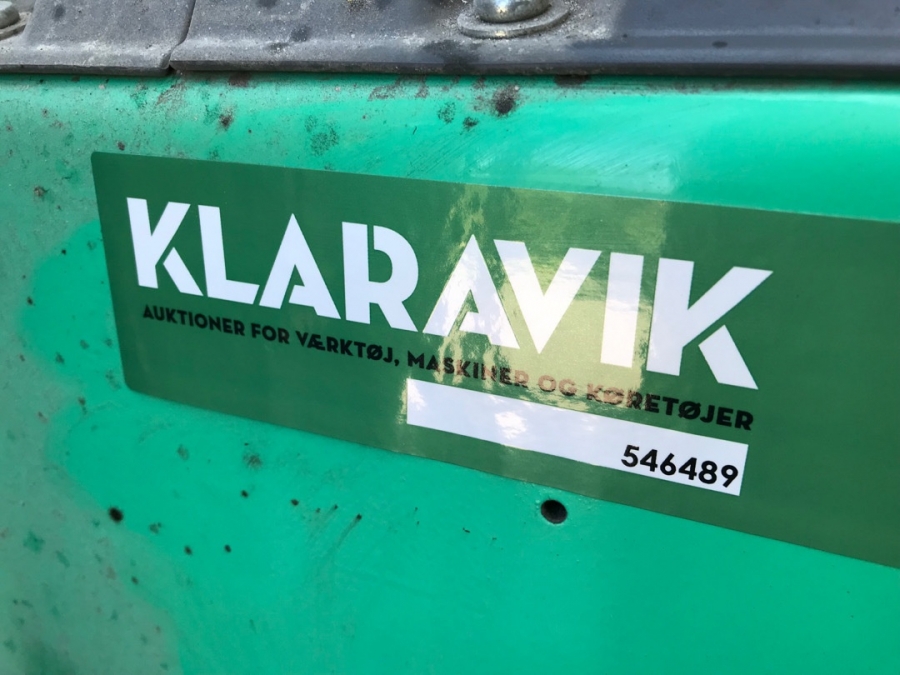 KLARAVIK
AUKTIONER FOR VÆRKTØJ, MASKINER OG KØRETØJER
546489